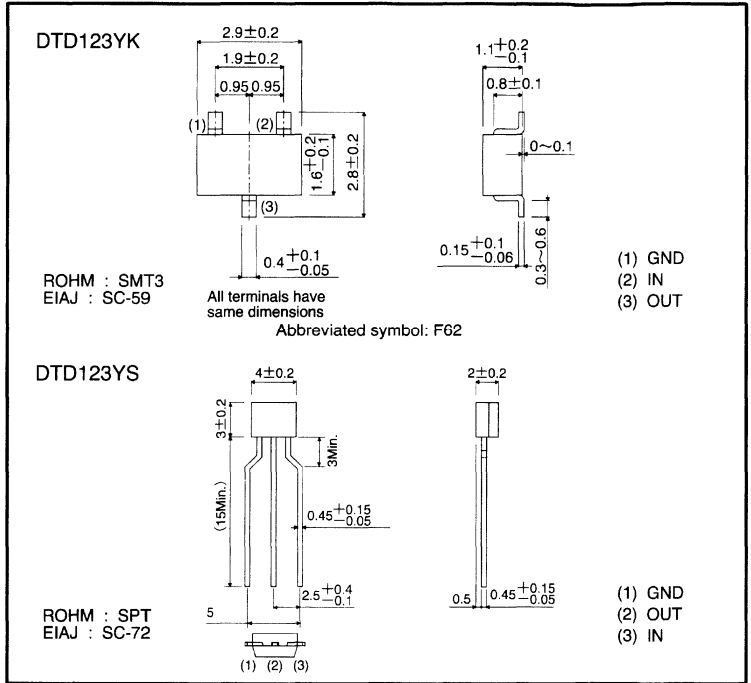 DTD123YK
2.9±0.2
1.9±0.2
0.95 0.95
(1) (2)
(3)
1.6+0.2 −0.1
2.8±0.2
0.4+0.1 −0.05
All terminals have
same dimensions
1.1+0.2 −0.1
0.8±0.1
0~0.1
0.15+0.1 −0.06
0.3~0.6
ROHM : SMT3
EIAJ : SC-59
(1) GND
(2) IN
(3) OUT
Abbreviated symbol: F62
DTD123YS
4±0.2
3±0.2
(15Min.)
3Min.
0.45+0.15 −0.05
2.5+0.4 −0.1
5
(1) (2) (3)
2±0.2
0.5
0.45+0.15 −0.05
ROHM : SPT
EIAJ : SC-72
(1) GND
(2) OUT
(3) IN